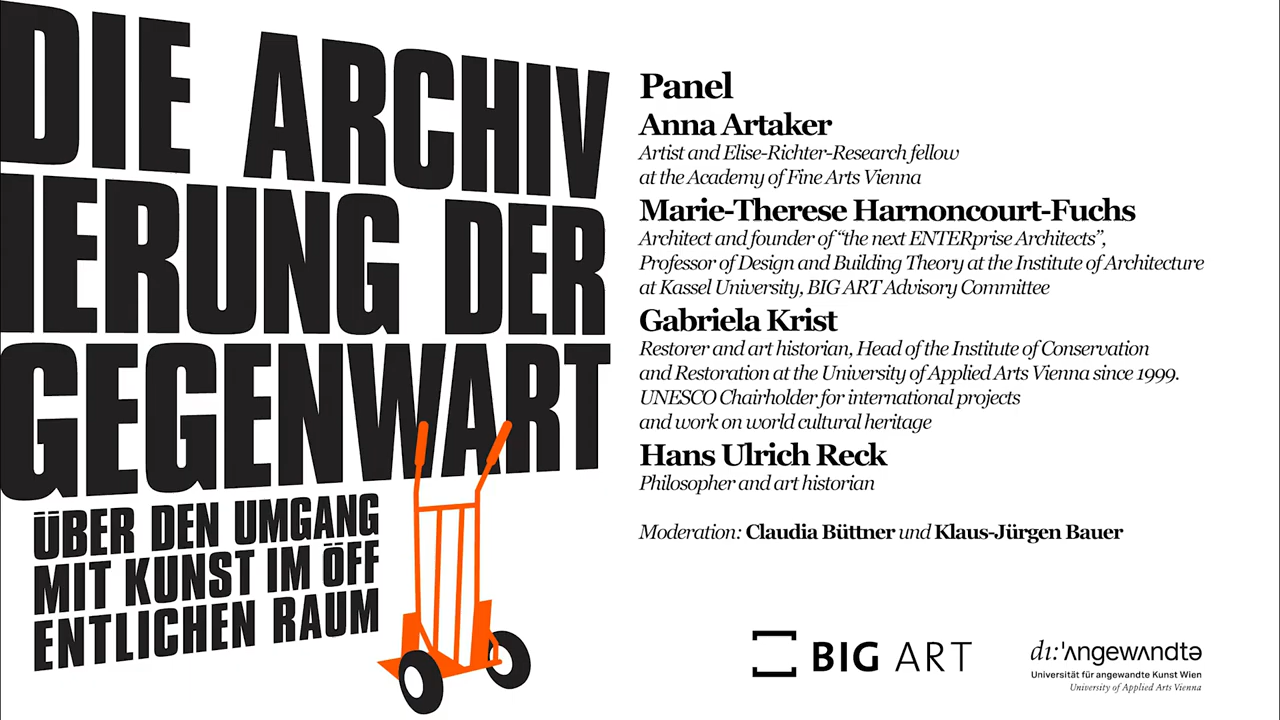 DIE ARCHIV
IERUNG DER
GEGENWART
ÜBER DEN UMGANG
MIT KUNST IM ÖFF
ENTLICHEN RAUM
Panel
Anna Artaker
Artist and Elise-Richter-Research fellow
at the Academy of Fine Arts Vienna
Marie-Therese Harnoncourt-Fuchs
Architect and founder of “the next ENTERprise Architects”,
Professor of Design and Building Theory at the Institute of Architecture
at Kassel University, BIG ART Advisory Committee
Gabriela Krist
Restorer and art historian, Head of the Institute of Conservation
and Restoration at the University of Applied Arts Vienna since 1999.
UNESCO Chairholder for international projects
and work on world cultural heritage
Hans Ulrich Reck
Philosopher and art historian
Moderation: Claudia Büttner und Klaus-Jürgen Bauer
BIG ART
dı:'ʌngewʌndtə
Universität für angewandte Kunst Wien
University of Applied Arts Vienna